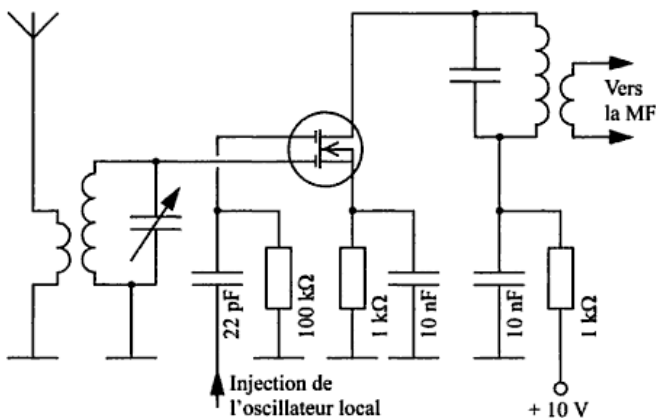 Vers
la MF
22 pF
100 kΩ
1 kΩ
10 nF
10 nF
1 kΩ
Injection de
l'oscillateur local
+ 10 V